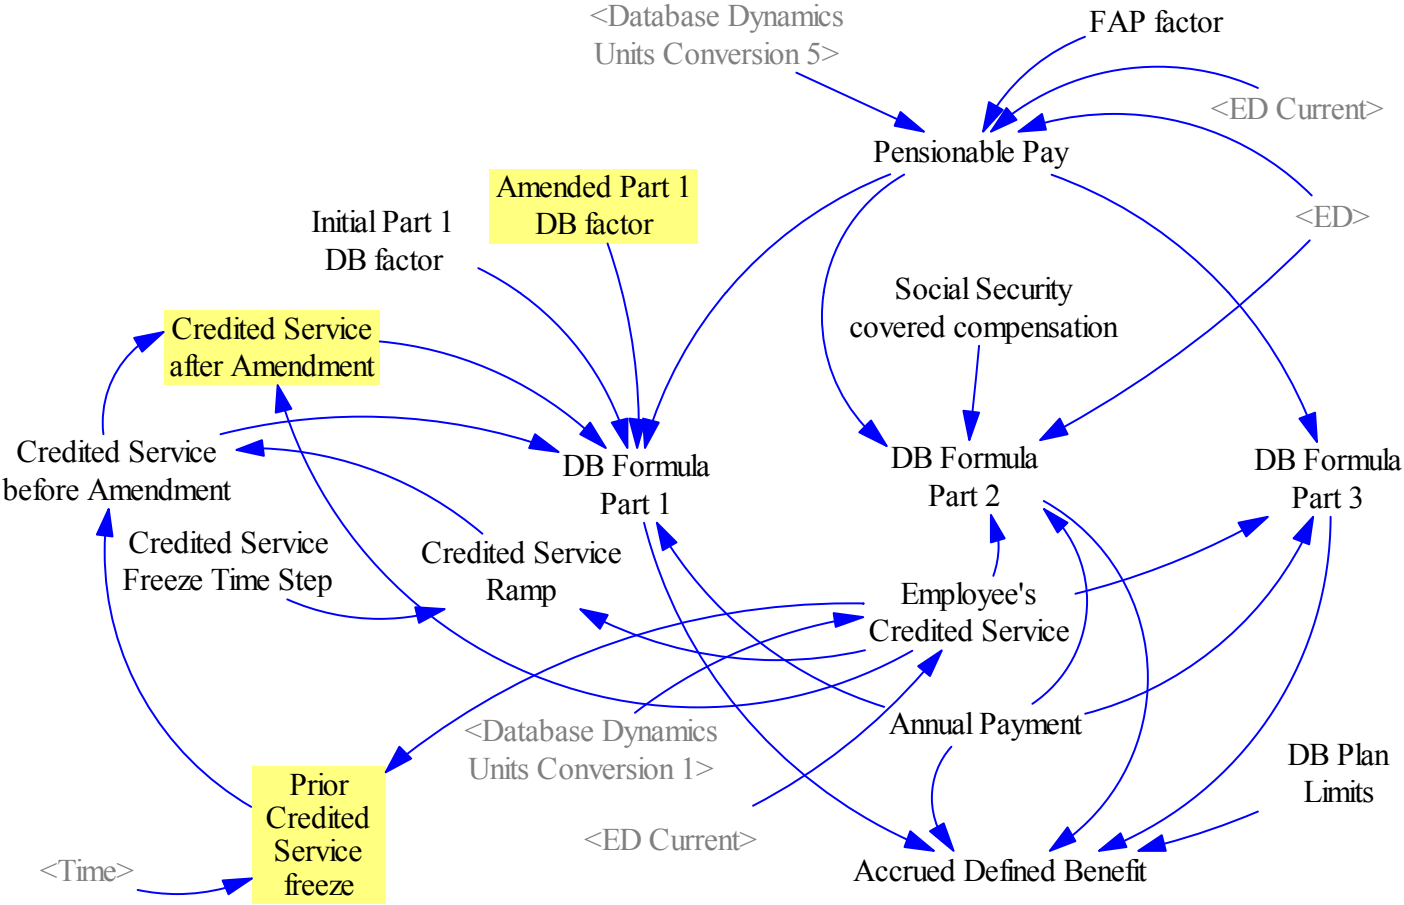 <Database Dynamics
Units Conversion 5>
FAP factor
<ED Current>
Pensionable Pay
Amended Part 1
DB factor
Initial Part 1
DB factor
<ED>
Social Security
covered compensation
Credited Service
after Amendment
Credited Service
before Amendment
DB Formula
Part 1
DB Formula
Part 2
DB Formula
Part 3
Credited Service
Freeze Time Step
Credited Service
Ramp
Employee's
Credited Service
<Database Dynamics
Units Conversion 1>
Annual Payment
DB Plan
Limits
Prior
Credited
Service
freeze
<ED Current>
<Time>
Accrued Defined Benefit